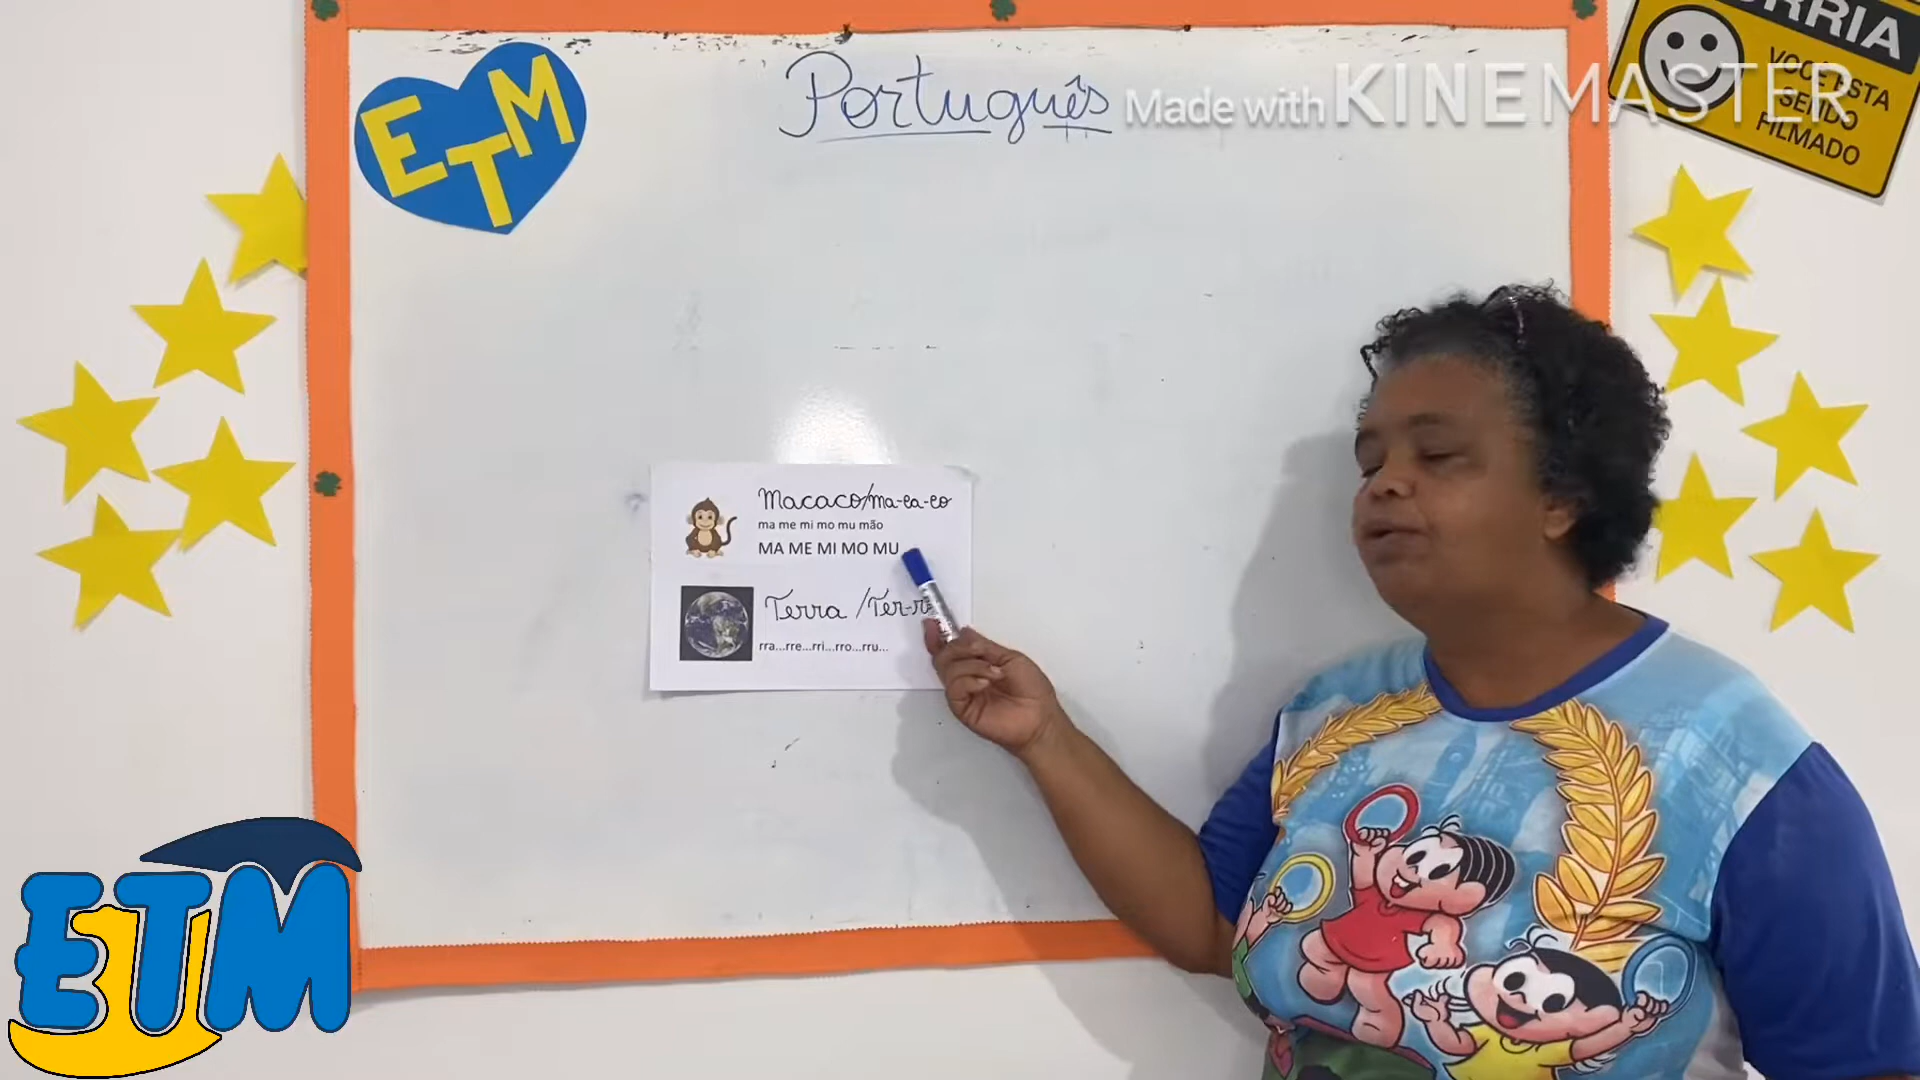 ETM
Português
Made with KINEMASTER
VOCÊ ESTA
SENDO
FILMADO
Macaco/ma-ca-co
ma me mi mo mu mão
MA ME MI MO MU
Terra /Ter-r
rra...rre...rri...rro...rru...
ETM